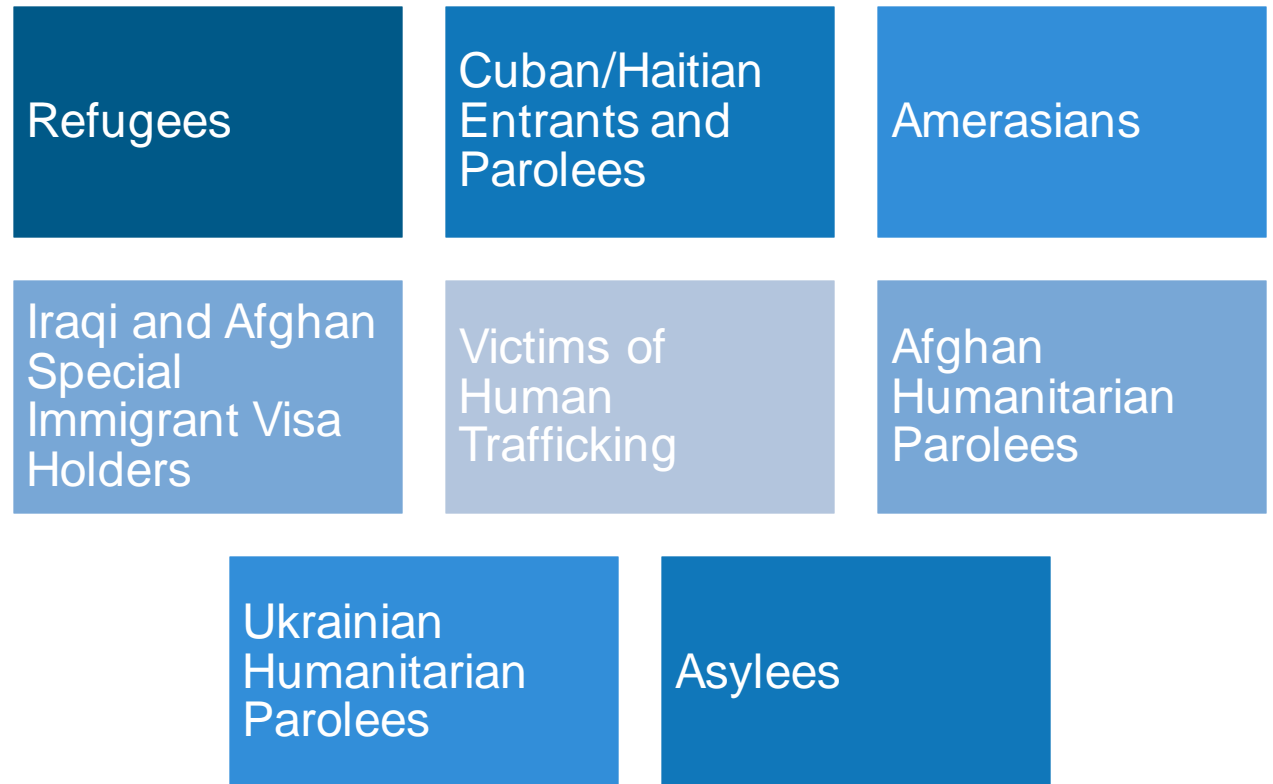 Refugees
Cuban/Haitian
Entrants and
Parolees
Amerasians
Iraqi and Afghan
Special
Immigrant Visa
Holders
Victims of
Human
Trafficking
Afghan
Humanitarian
Parolees
Ukrainian
Humanitarian
Parolees
Asylees